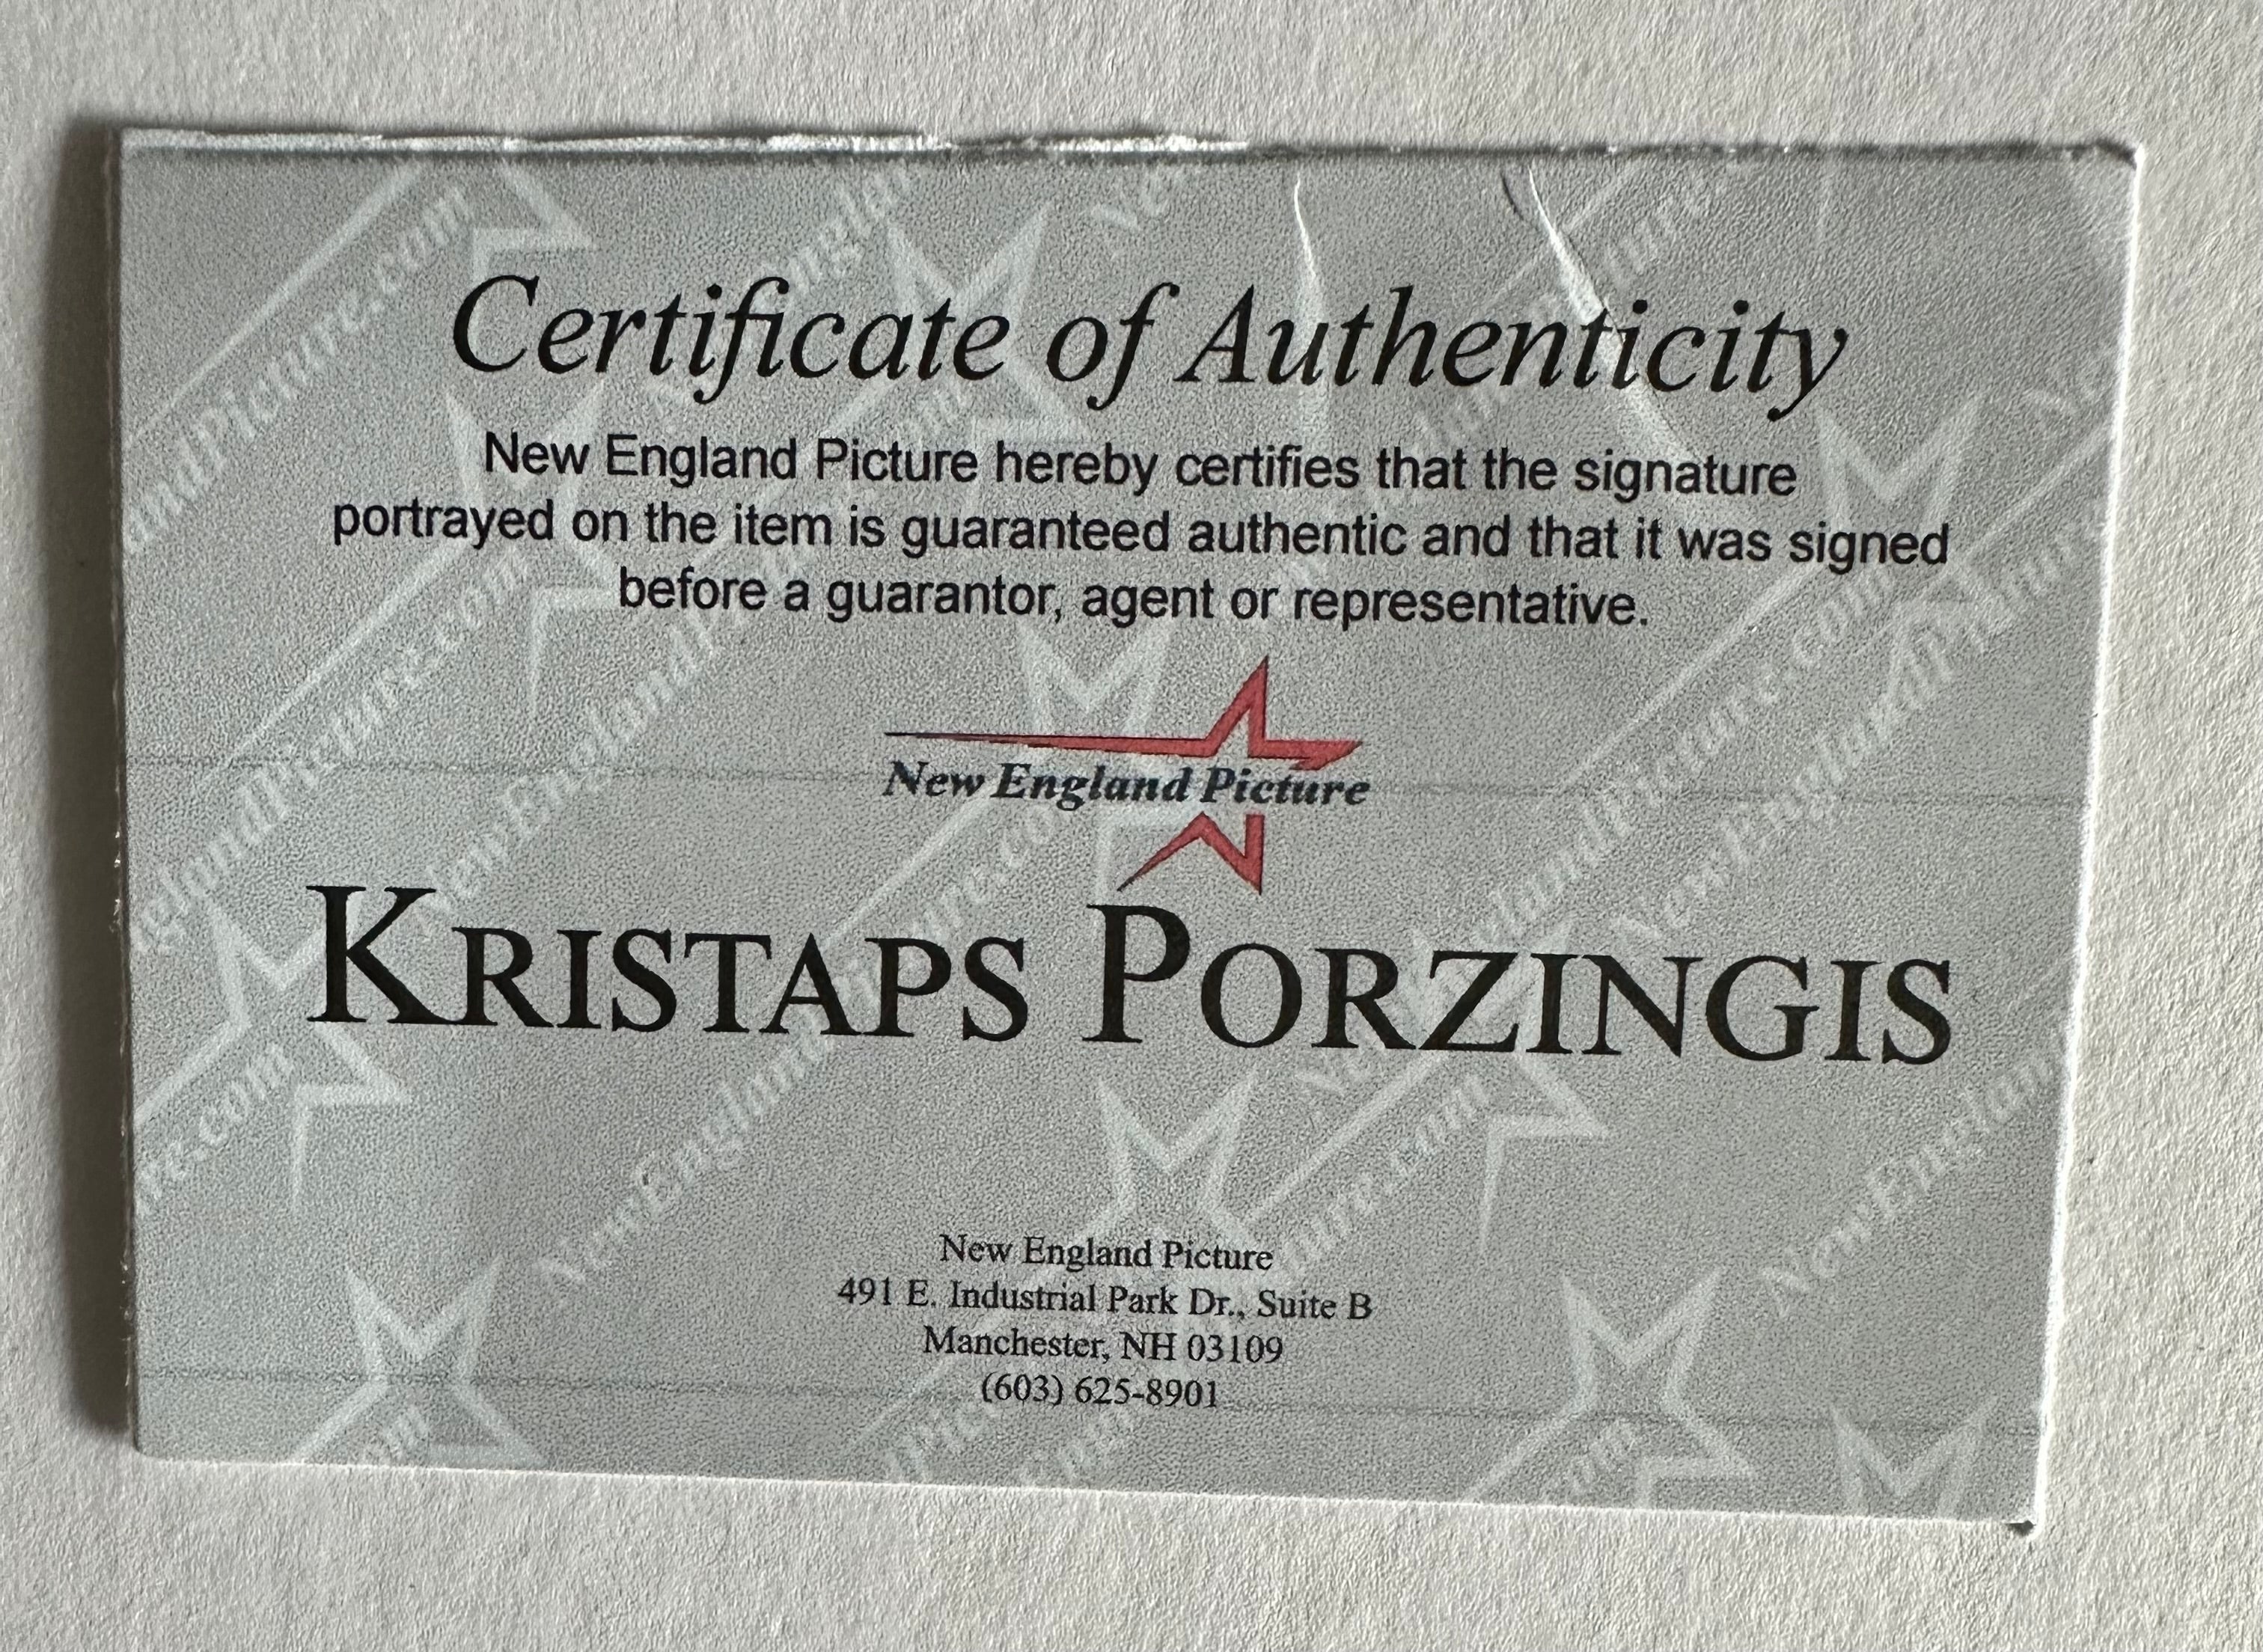 Certificate of Authenticity
New England Picture hereby certifies that the signature
portrayed on the item is guaranteed authentic and that it was signed
before a guarantor, agent or representative.
New England Picture
KRISTAPS PORZINGIS
New England Picture
491 E. Industrial Park Dr., Suite B
Manchester, NH 03109
(603) 625-8901